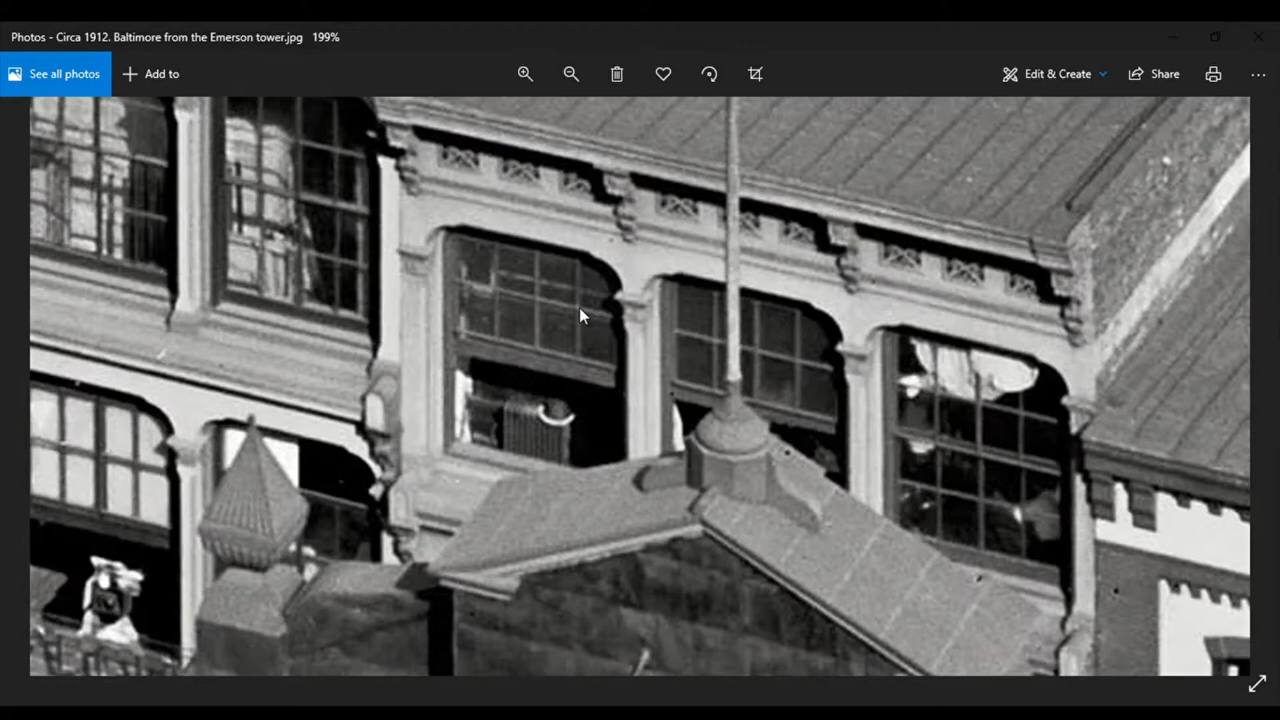 Photos - Circa 1912. Baltimore from the Emerson tower.jpg 199%
See all photos
Add to
Edit & Create
Share